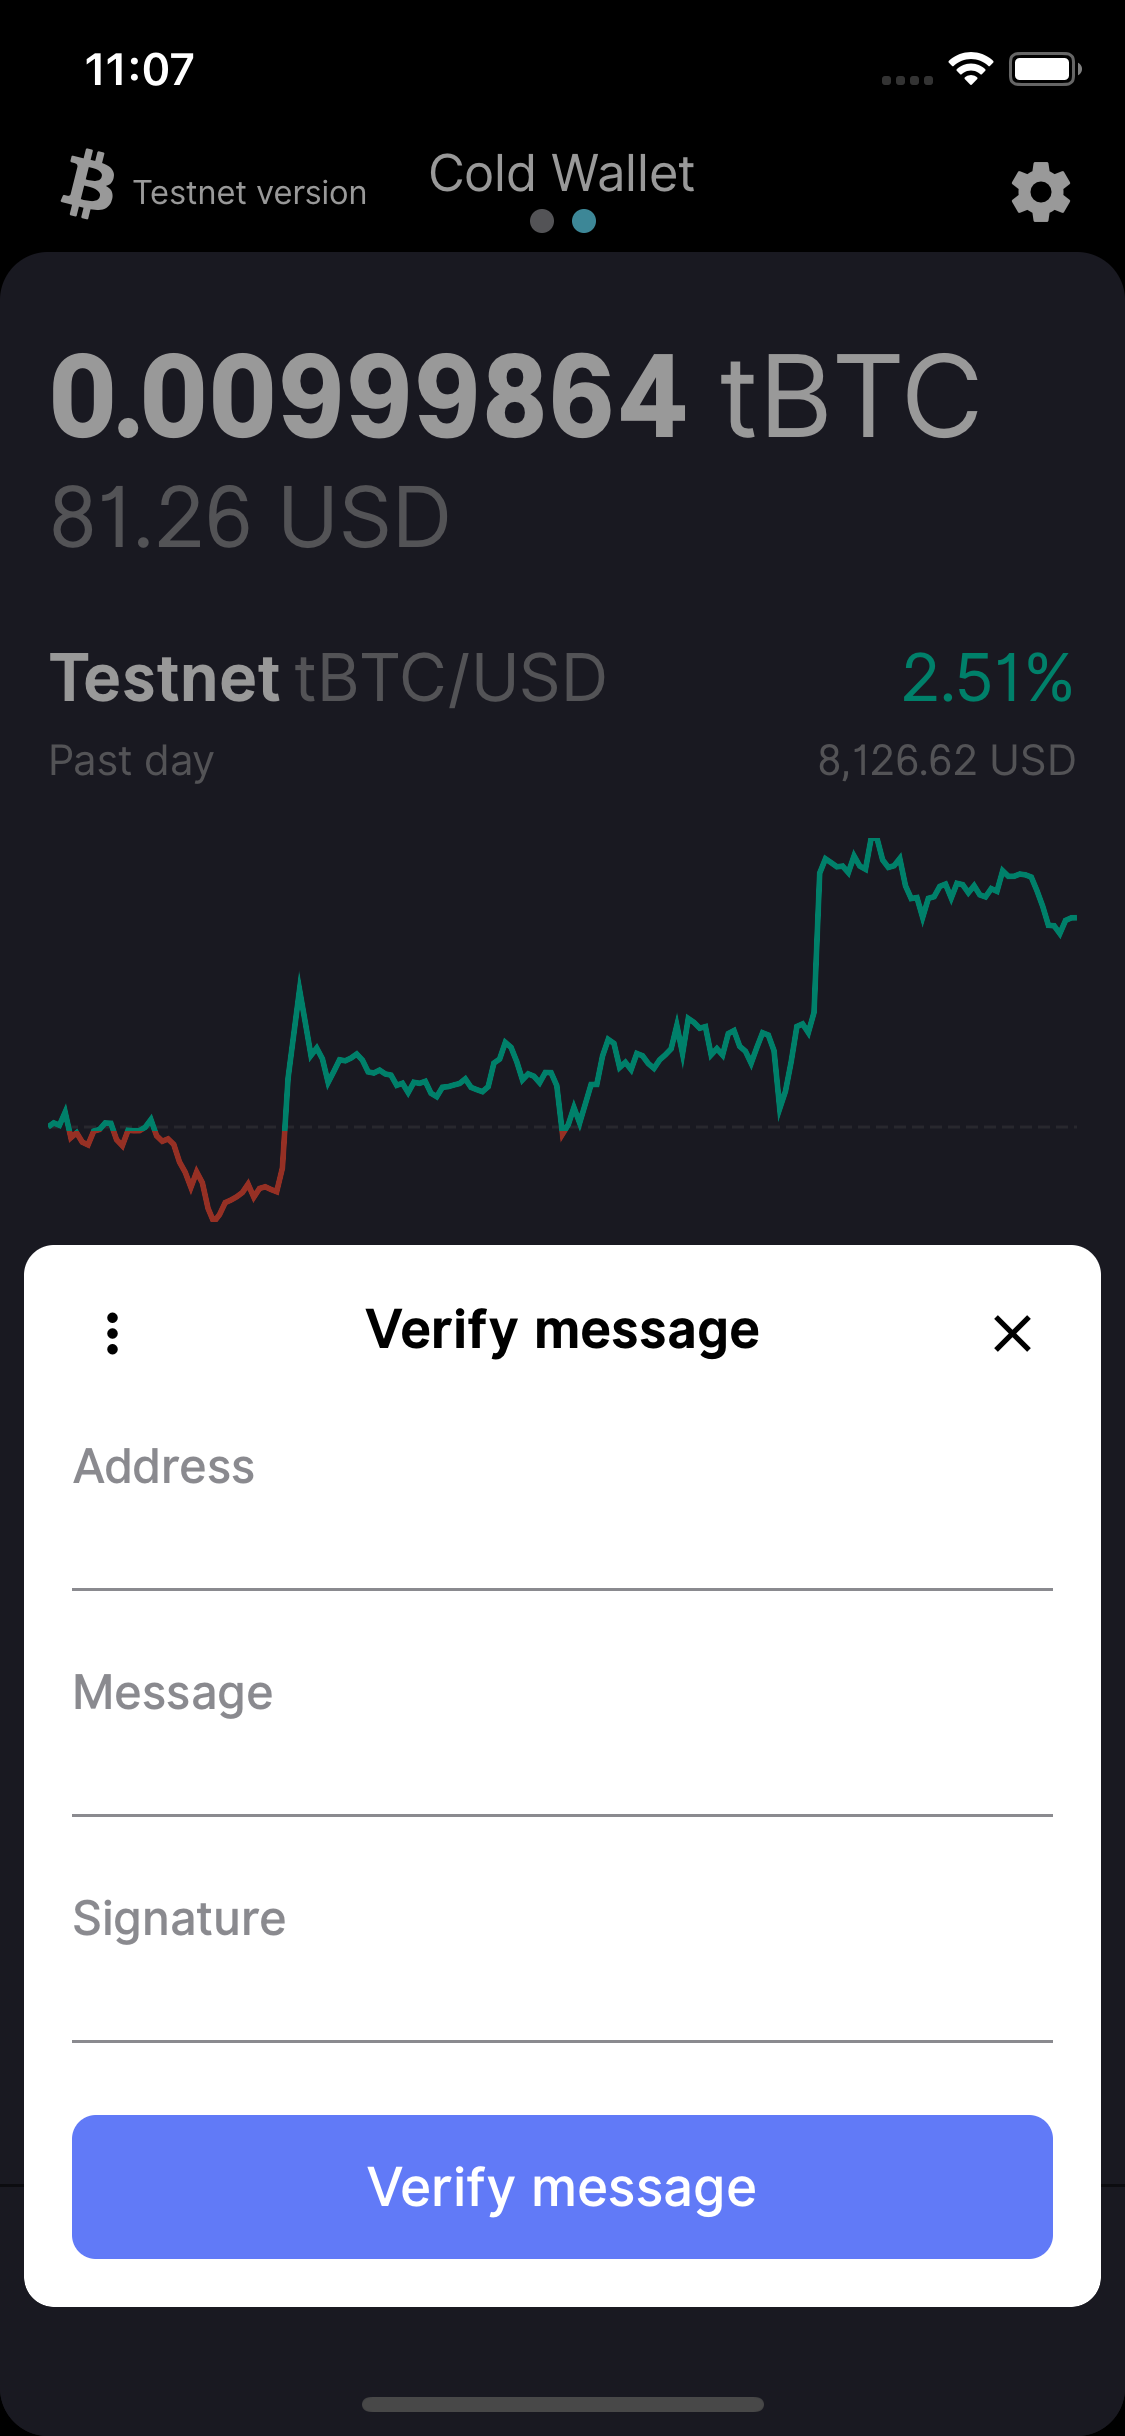 11:07
Testnet version
Cold Wallet
0.00999864 tBTC
81.26 USD
Testnet tBTC/USD 2.51%
Past day 8,126.62 USD
Verify message
Address
Message
Signature
Verify message